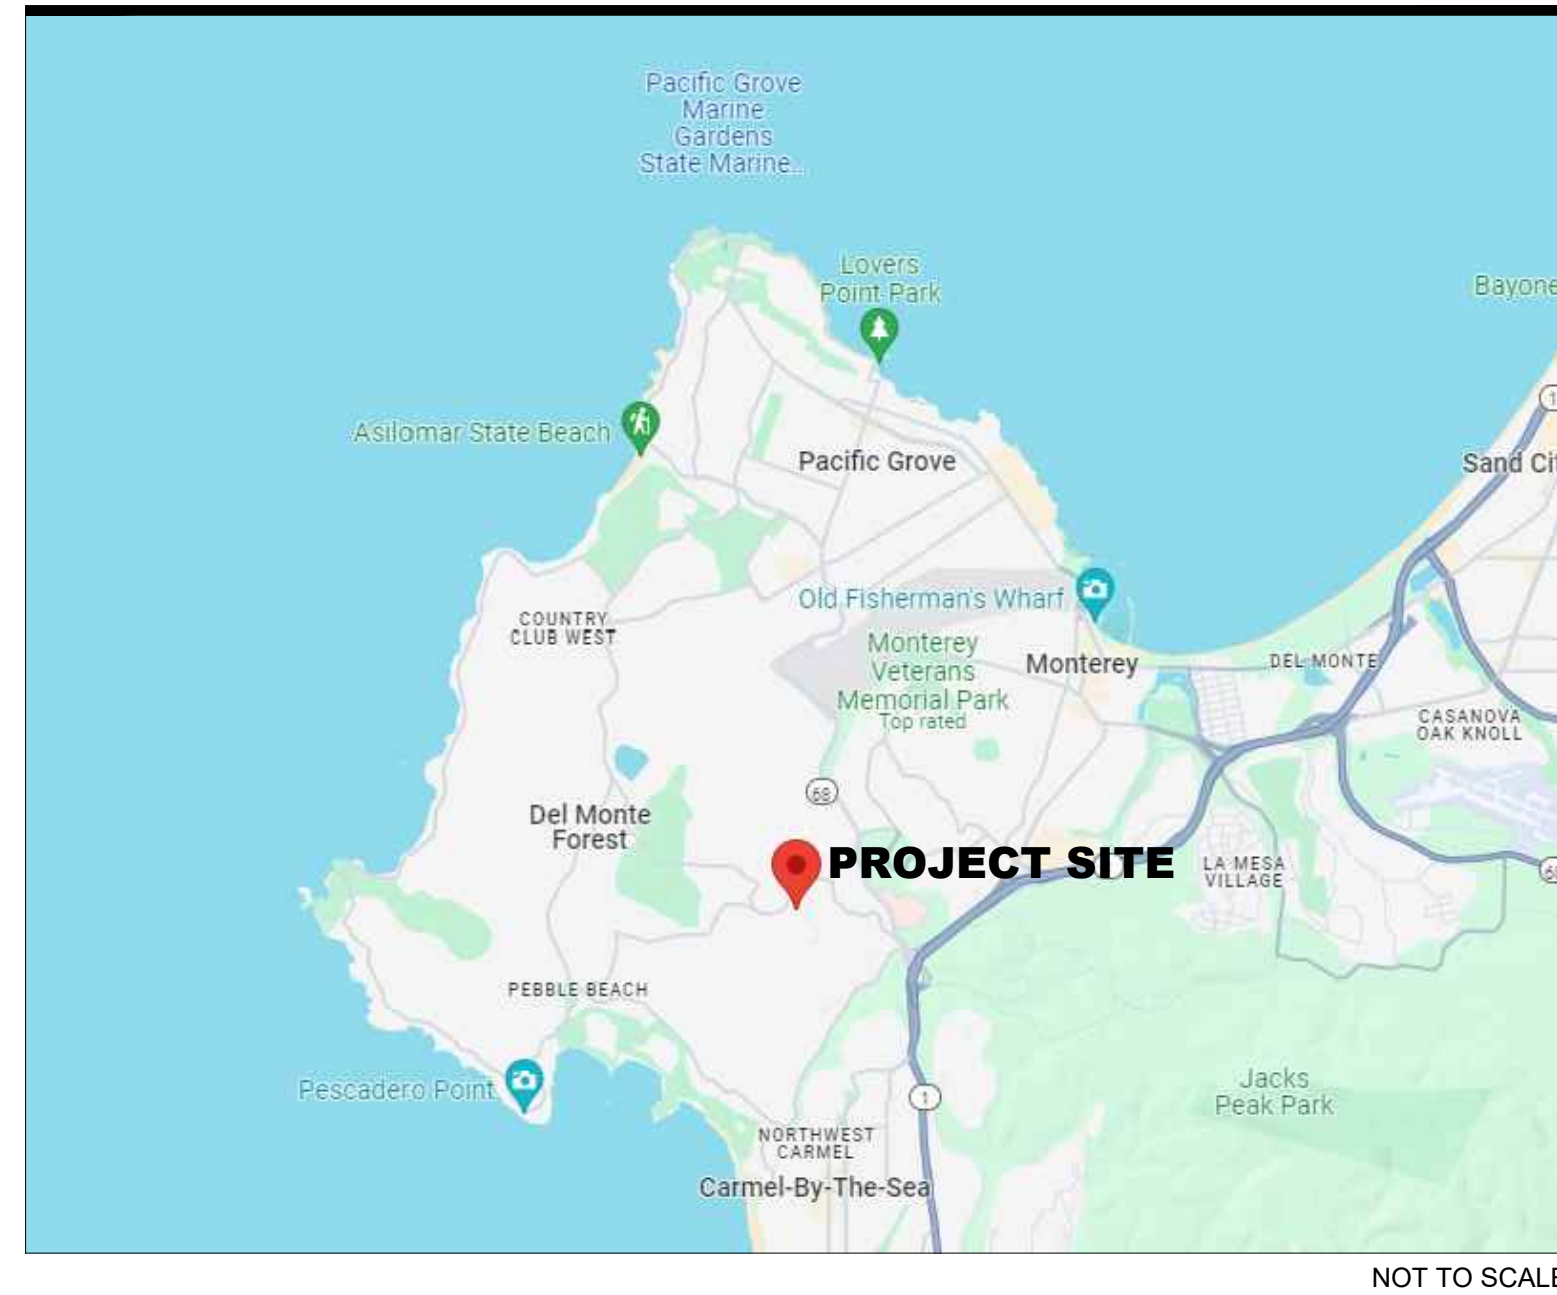 Pacific Grove
Marine
Gardens
State Marine..
Lovers
Point Park
Bayone
Asilomar State Beach
Pacific Grove
1
Sand Cit
Old Fisherman's Wharf
COUNTRY
CLUB WEST
Monterey
Veterans
Memorial Park
Top rated
Monterey
DEL MONTE
CASANOVA
OAK KNOLL
68
Del Monte
Forest
PROJECT SITE
LA MESA
VILLAGE
6
PEBBLE BEACH
Pescadero Point
1
Jacks
Peak Park
NORTHWEST
CARMEL
Carmel-By-The-Sea
NOT TO SCALE